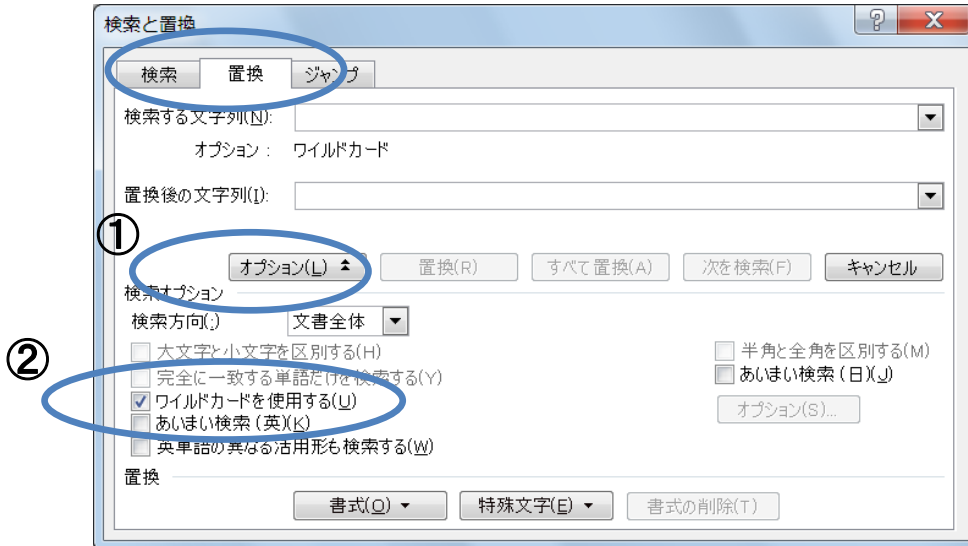 検索と置換
検索 置換 ジャンプ
検索する文字列(N):
オプション： ワイルドカード
置換後の文字列(I):
①
オプション(L) 置換(R) すべて置換(A) 次を検索(F) キャンセル
検索オプション
検索方向(:) 文書全体
大文字と小文字を区別する(H) 半角と全角を区別する(M)
②
完全に一致する単語だけを検索する(Y) あいまい検索(日)(J)
ワイルドカードを使用する(U) オプション(S)...
あいまい検索(英)(K)
英単語の異なる活用形も検索する(W)
置換
書式(O) 特殊文字(E) 書式の削除(T)